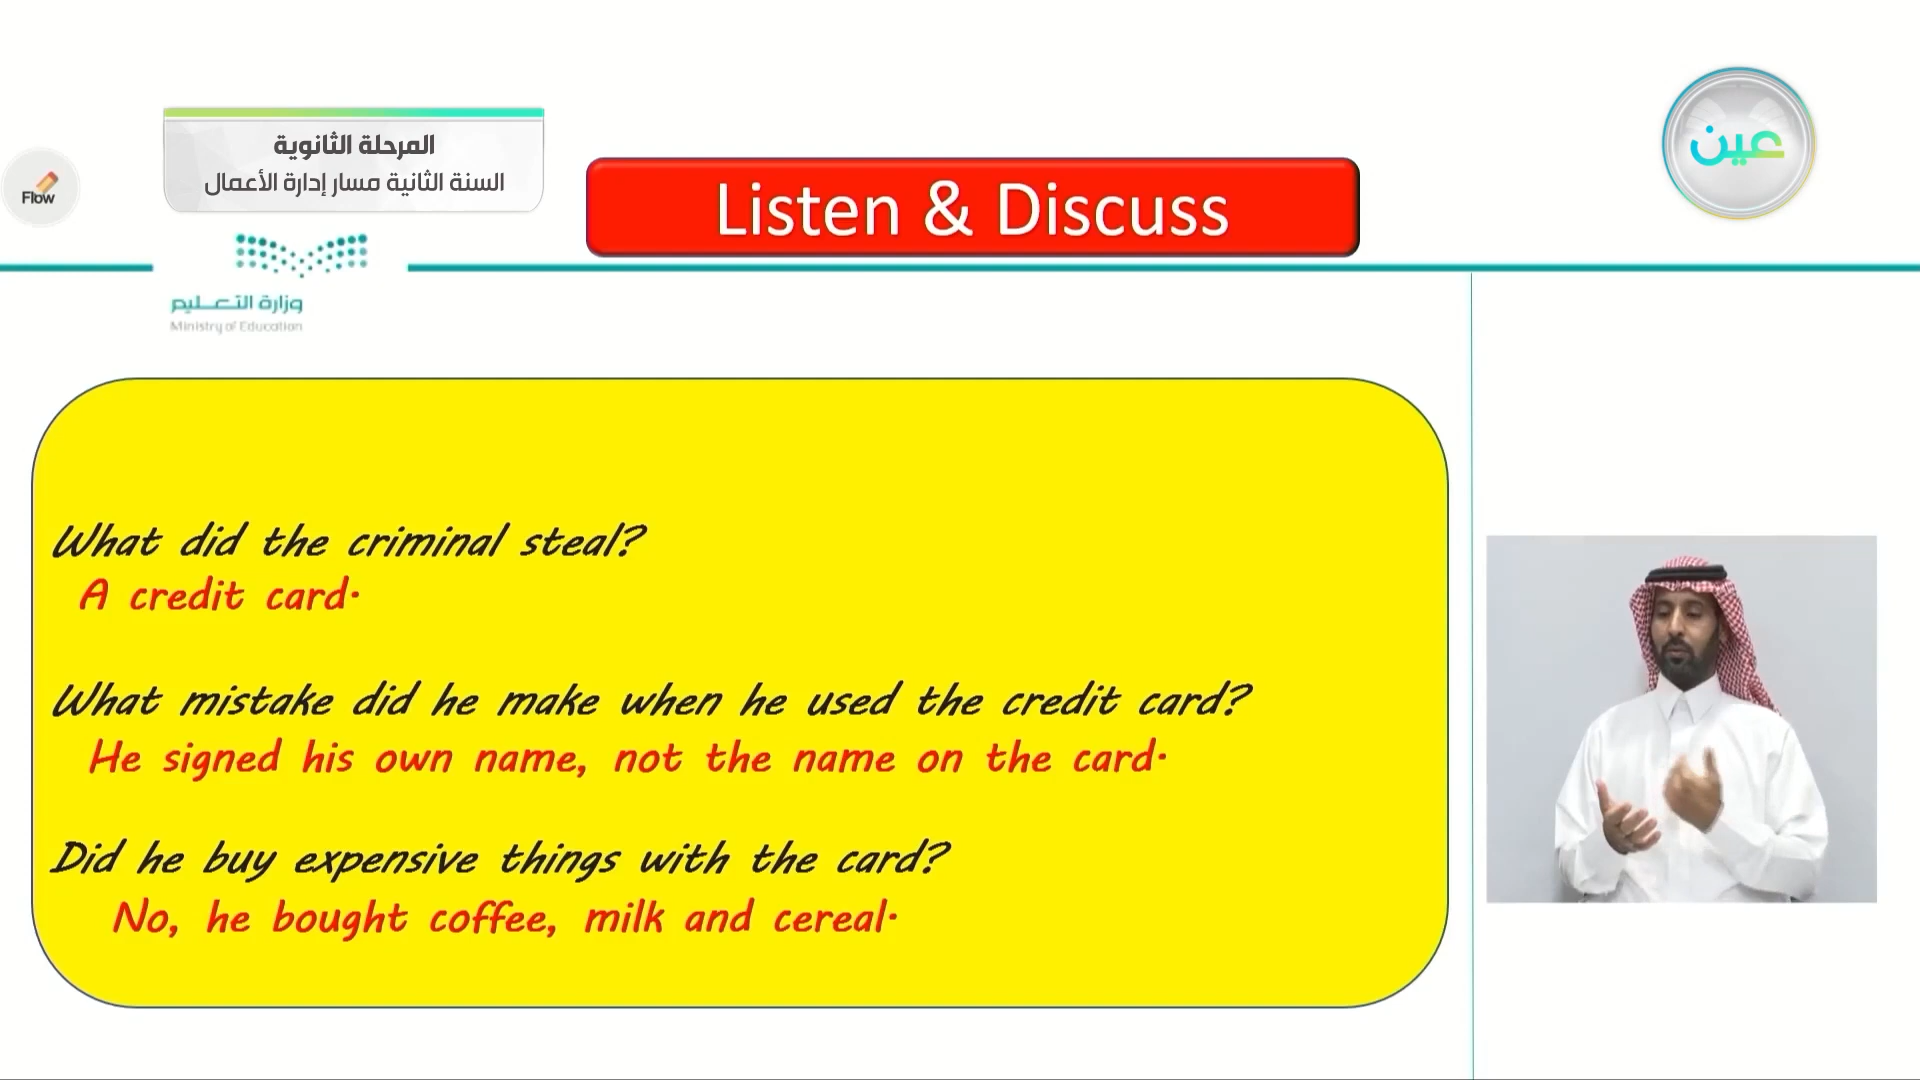 المرحلة الثانوية
السنة الثانية مسار إدارة الأعمال
عين
Flow
Listen & Discuss
وزارة التعليم
Ministry of Education
What did the criminal steal?
A credit card.
What mistake did he make when he used the credit card?
He signed his own name, not the name on the card.
Did he buy expensive things with the card?
No, he bought coffee, milk and cereal.